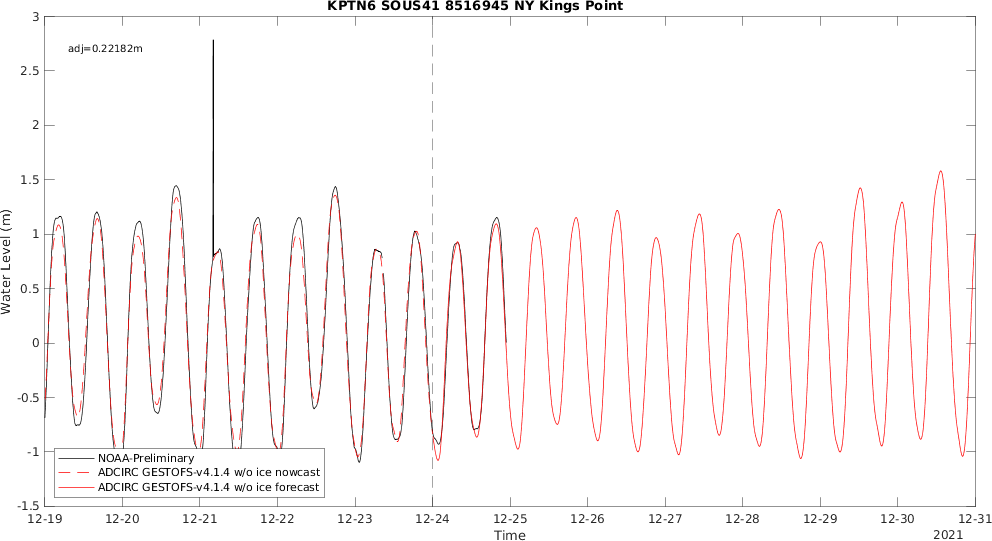 KPTN6 SOUS41 8516945 NY Kings Point
adj=0.22182m
Water Level (m)
3
2.5
2
1.5
1
0.5
0
-0.5
-1
-1.5
NOAA-Preliminary
ADCIRC GESTOFS-v4.1.4 w/o ice nowcast
ADCIRC GESTOFS-v4.1.4 w/o ice forecast
12-19 12-20 12-21 12-22 12-23 12-24 12-25 12-26 12-27 12-28 12-29 12-30 12-31
Time
2021